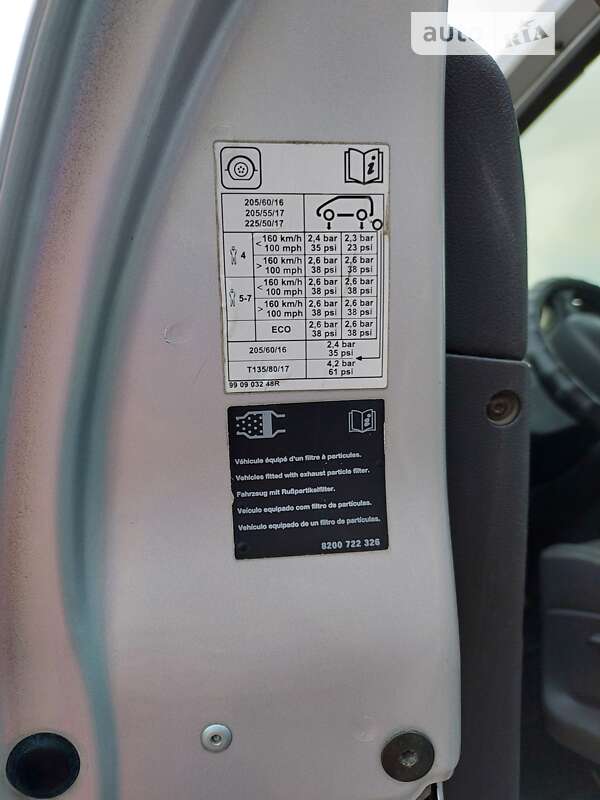 auto RIA
205/60/16
205/55/17
225/50/17
4 < 160 km/h 100 mph 2,4 bar 35 psi 2,3 bar 23 psi
> 160 km/h 100 mph 2,6 bar 38 psi 2,6 bar 38 psi
5-7 < 160 km/h 100 mph 2,6 bar 38 psi 2,6 bar 38 psi
> 160 km/h 100 mph 2,6 bar 38 psi 2,6 bar 38 psi
ECO 2,6 bar 38 psi 2,6 bar 38 psi
205/60/16 2,4 bar 35 psi
T135/80/17 4,2 bar 61 psi
99 09 032 48R
Véhicule équipé d'un filtre à particules.
Vehicles fitted with exhaust particle filter.
Fahrzeug mit Rußpartikelfilter.
Veículo equipado com filtro de partículas.
Vehículo equipado de un filtro de partículas.
8200 722 326